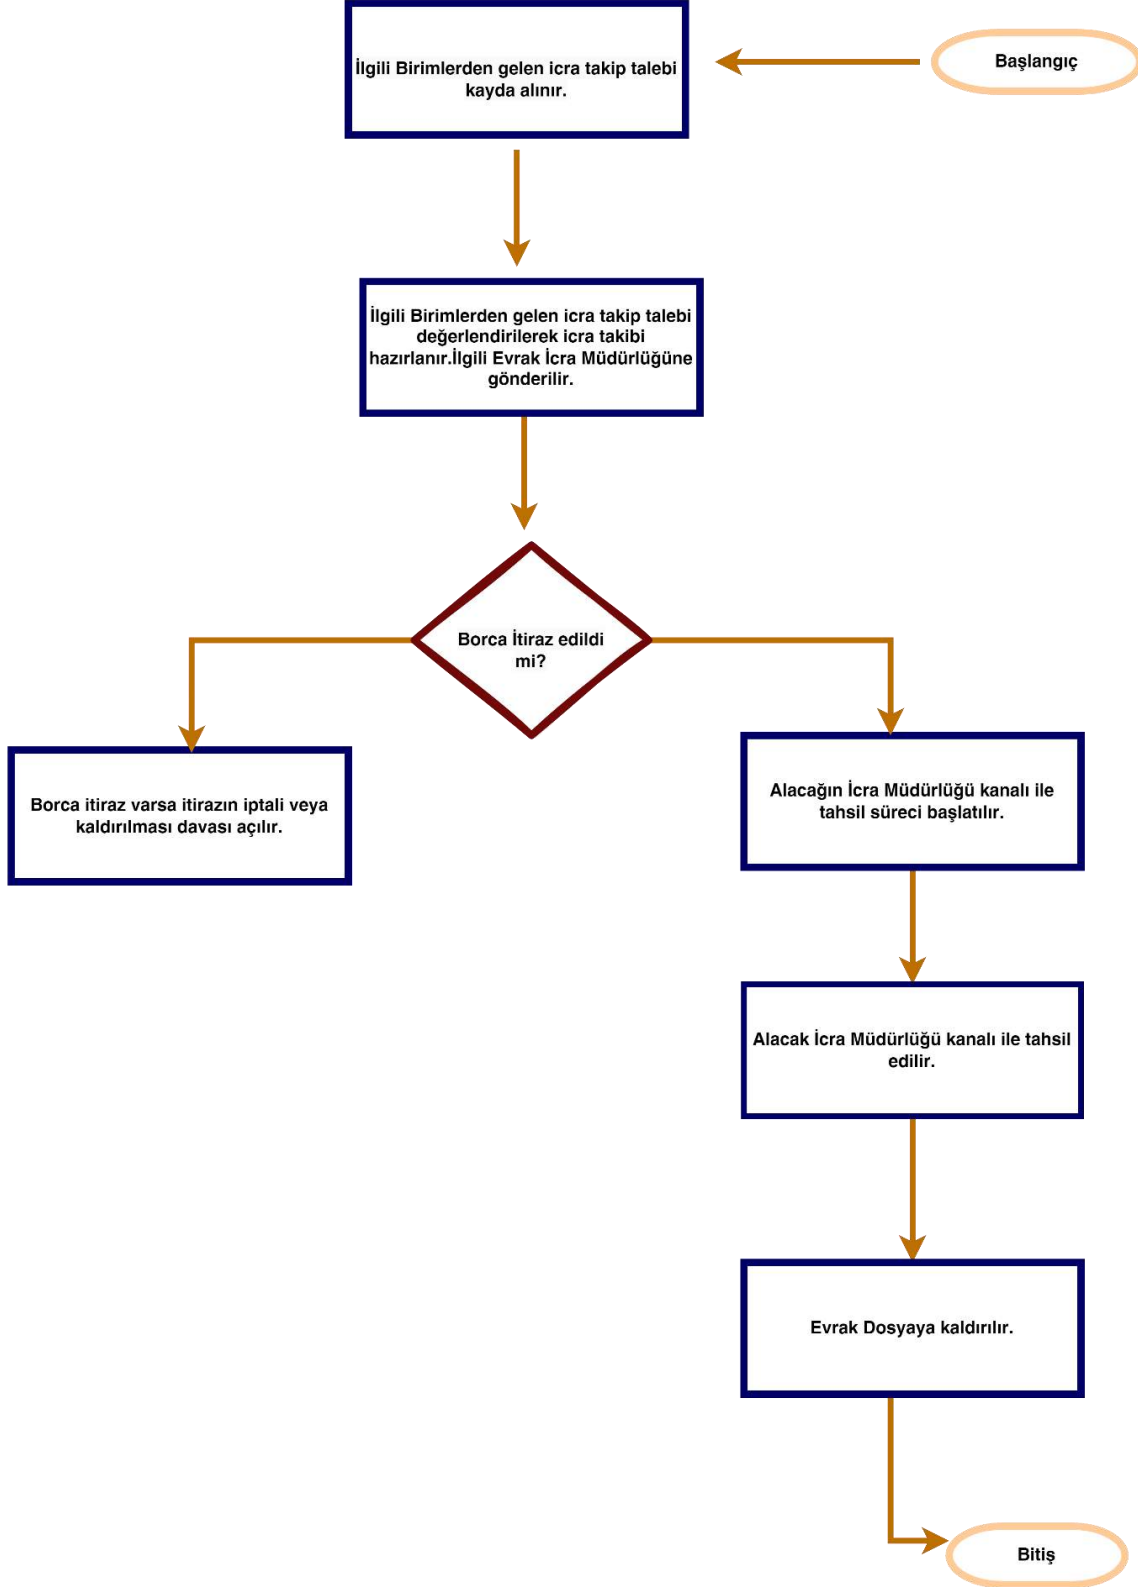 Başlangıç
İlgili Birimlerden gelen icra takip talebi
kayda alınır.
İlgili Birimlerden gelen icra takip talebi
değerlendirilerek icra takibi
hazırlanır.İlgili Evrak İcra Müdürlüğüne
gönderilir.
Borca İtiraz edildi
mi?
Borca itiraz varsa itirazın iptali veya
kaldırılması davası açılır.
Alacağın İcra Müdürlüğü kanalı ile
tahsil süreci başlatılır.
Alacak İcra Müdürlüğü kanalı ile tahsil
edilir.
Evrak Dosyaya kaldırılır.
Bitiş